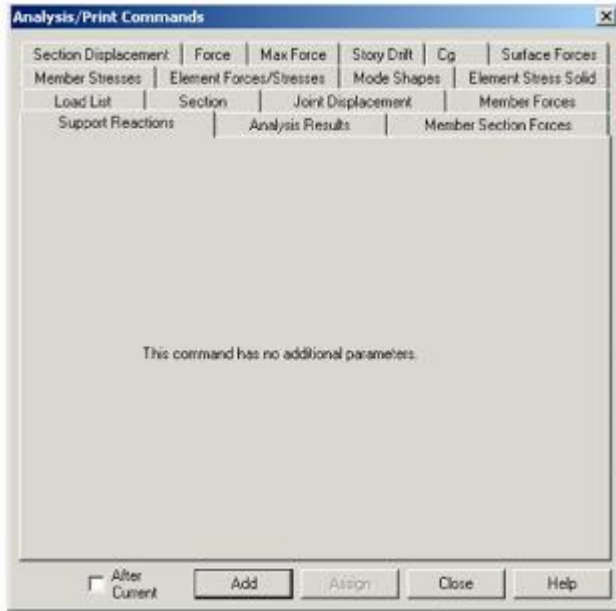 Analysis/Print Commands
Section Displacement Force Max Force Story Drift Cg Surface Forces
Member Stresses Element Forces/Stresses Mode Shapes Element Stress Solid
Load List Section Joint Displacement Member Forces
Support Reactions Analysis Results Member Section Forces
This command has no additional parameters.
After
Current
Add Assign Close Help